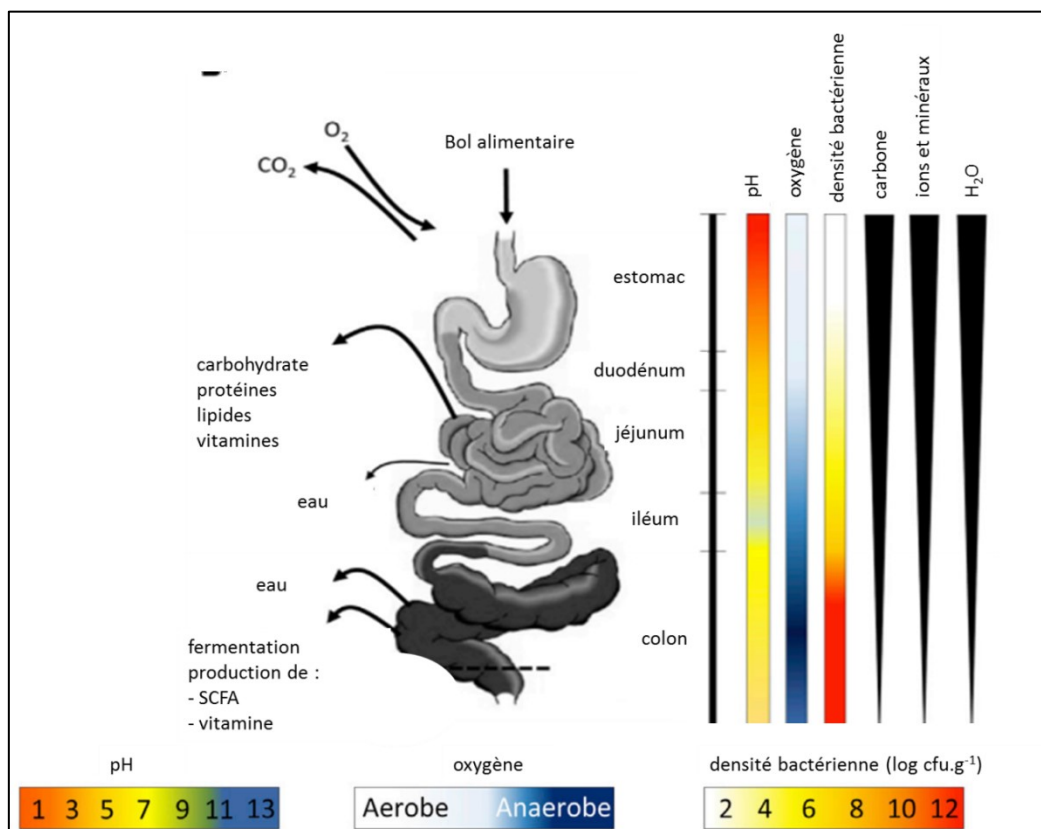 O2
CO2
Bol alimentaire
pH
oxygène
densité bactérienne
carbone
ions et minéraux
H2O
estomac
duodénum
jéjunum
iléum
colon
carbohydrate
protéines
lipides
vitamines
eau
eau
fermentation
production de :
- SCFA
- vitamine
pH
1 3 5 7 9 11 13
oxygène
Aerobe Anaerobe
densité bactérienne (log cfu.g-1)
2 4 6 8 10 12